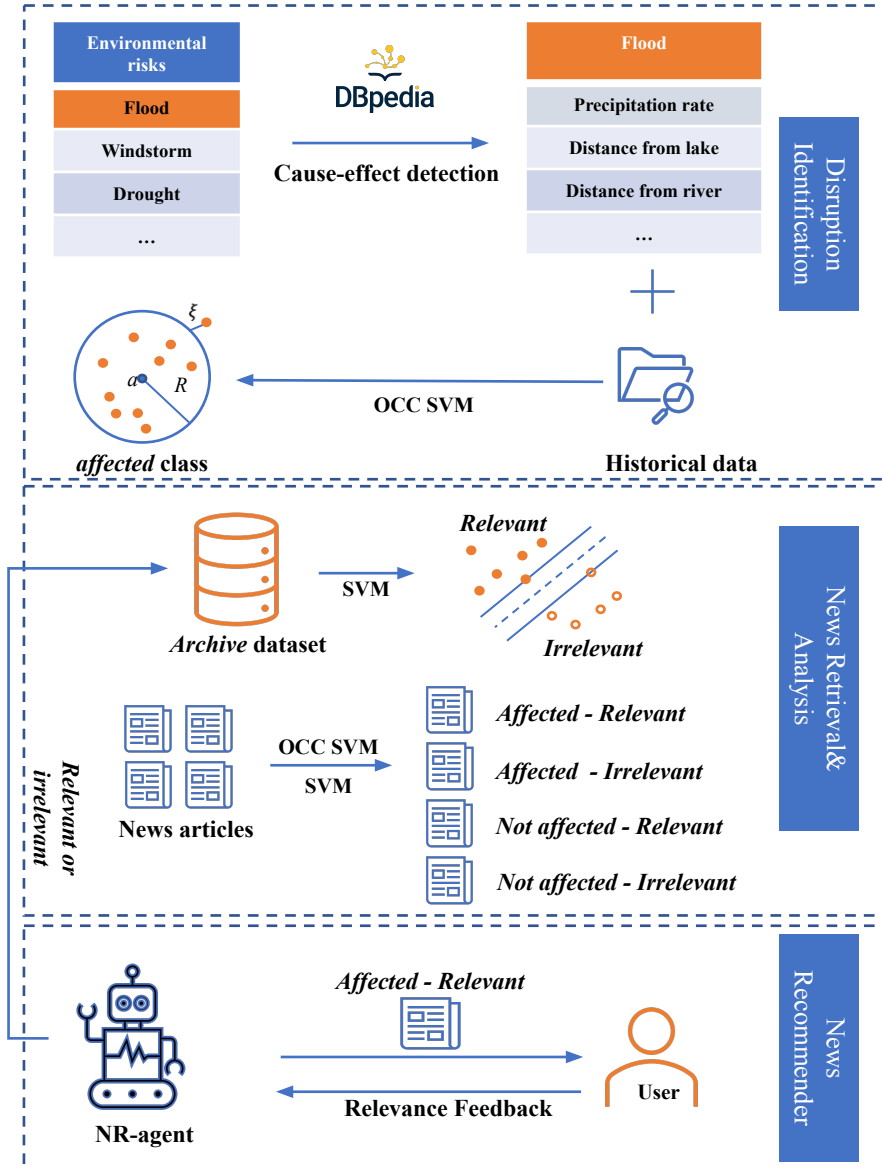 Environmental
risks
Flood
Windstorm
Drought
...
DBpedia
Cause-effect detection
Flood
Precipitation rate
Distance from lake
Distance from river
...
Disruption
Identification
ξ
a
R
affected class
OCC SVM
Historical data
Archive dataset
SVM
Relevant
Irrelevant
News Retrieval&
Analysis
News articles
OCC SVM
SVM
Affected - Relevant
Affected - Irrelevant
Not affected - Relevant
Not affected - Irrelevant
Relevant or
irrelevant
NR-agent
Affected - Relevant
Relevance Feedback
User
News
Recommender